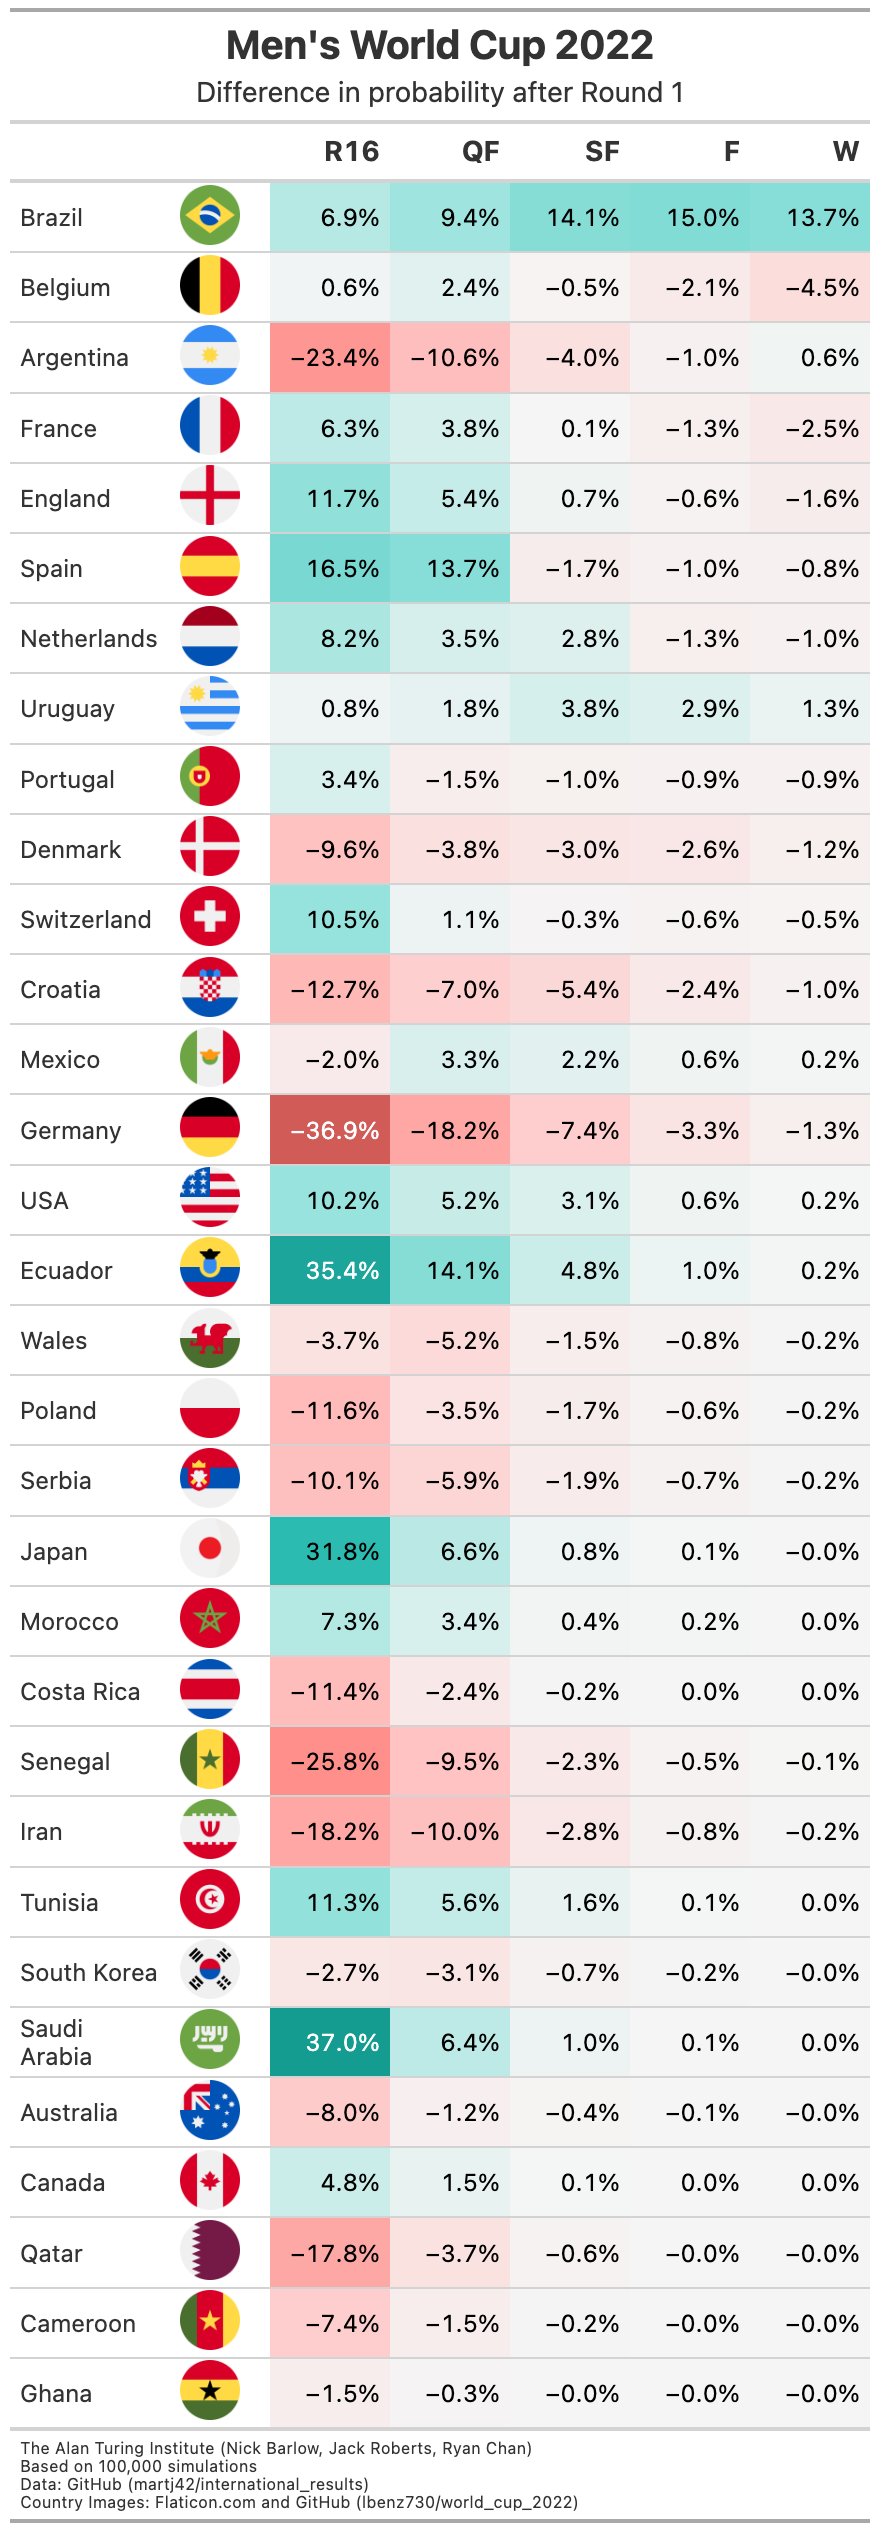 Men's World Cup 2022
Difference in probability after Round 1
R16 QF SF F W
Brazil 6.9% 9.4% 14.1% 15.0% 13.7%
Belgium 0.6% 2.4% −0.5% −2.1% −4.5%
Argentina −23.4% −10.6% −4.0% −1.0% 0.6%
France 6.3% 3.8% 0.1% −1.3% −2.5%
England 11.7% 5.4% 0.7% −0.6% −1.6%
Spain 16.5% 13.7% −1.7% −1.0% −0.8%
Netherlands 8.2% 3.5% 2.8% −1.3% −1.0%
Uruguay 0.8% 1.8% 3.8% 2.9% 1.3%
Portugal 3.4% −1.5% −1.0% −0.9% −0.9%
Denmark −9.6% −3.8% −3.0% −2.6% −1.2%
Switzerland 10.5% 1.1% −0.3% −0.6% −0.5%
Croatia −12.7% −7.0% −5.4% −2.4% −1.0%
Mexico −2.0% 3.3% 2.2% 0.6% 0.2%
Germany −36.9% −18.2% −7.4% −3.3% −1.3%
USA 10.2% 5.2% 3.1% 0.6% 0.2%
Ecuador 35.4% 14.1% 4.8% 1.0% 0.2%
Wales −3.7% −5.2% −1.5% −0.8% −0.2%
Poland −11.6% −3.5% −1.7% −0.6% −0.2%
Serbia −10.1% −5.9% −1.9% −0.7% −0.2%
Japan 31.8% 6.6% 0.8% 0.1% −0.0%
Morocco 7.3% 3.4% 0.4% 0.2% 0.0%
Costa Rica −11.4% −2.4% −0.2% 0.0% 0.0%
Senegal −25.8% −9.5% −2.3% −0.5% −0.1%
Iran −18.2% −10.0% −2.8% −0.8% −0.2%
Tunisia 11.3% 5.6% 1.6% 0.1% 0.0%
South Korea −2.7% −3.1% −0.7% −0.2% −0.0%
Saudi
Arabia 37.0% 6.4% 1.0% 0.1% 0.0%
Australia −8.0% −1.2% −0.4% −0.1% −0.0%
Canada 4.8% 1.5% 0.1% 0.0% 0.0%
Qatar −17.8% −3.7% −0.6% −0.0% −0.0%
Cameroon −7.4% −1.5% −0.2% −0.0% −0.0%
Ghana −1.5% −0.3% −0.0% −0.0% −0.0%
The Alan Turing Institute (Nick Barlow, Jack Roberts, Ryan Chan)
Based on 100,000 simulations
Data: GitHub (martj42/international_results)
Country Images: Flaticon.com and GitHub (lbenz730/world_cup_2022)